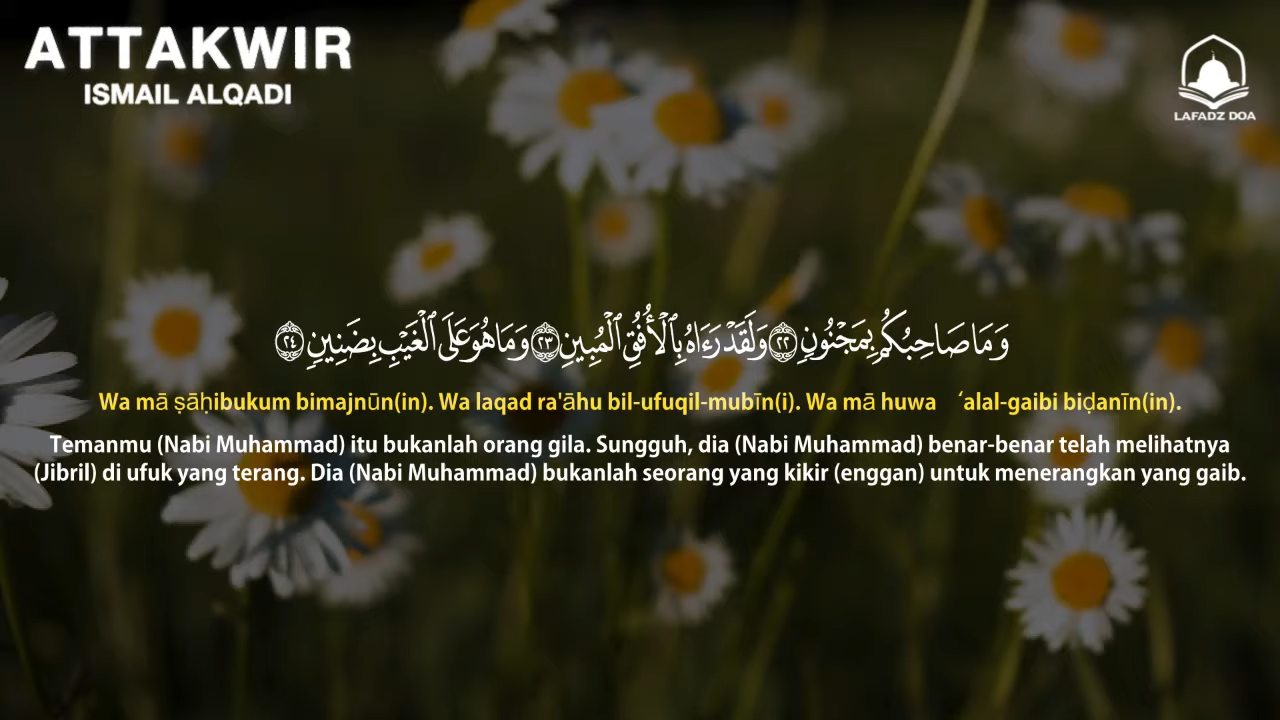 ATTAKWIR
ISMAIL ALQADI
LAFADZ DOA
وَمَا صَاحِبُكُم بِمَجْنُونٍ ٢٢ وَلَقَدْ رَءَاهُ بِٱلْأُفُقِ ٱلْمُبِينِ ٢٣ وَمَا هُوَ عَلَى ٱلْغَيْبِ بِضَنِينٍ ٢٤
Wa mā ṣāḥibukum bimajnūn(in). Wa laqad ra'āhu bil-ufuqil-mubīn(i). Wa mā huwa ‘alal-gaibi biḍanīn(in).
Temanmu (Nabi Muhammad) itu bukanlah orang gila. Sungguh, dia (Nabi Muhammad) benar-benar telah melihatnya
(Jibril) di ufuk yang terang. Dia (Nabi Muhammad) bukanlah seorang yang kikir (enggan) untuk menerangkan yang gaib.